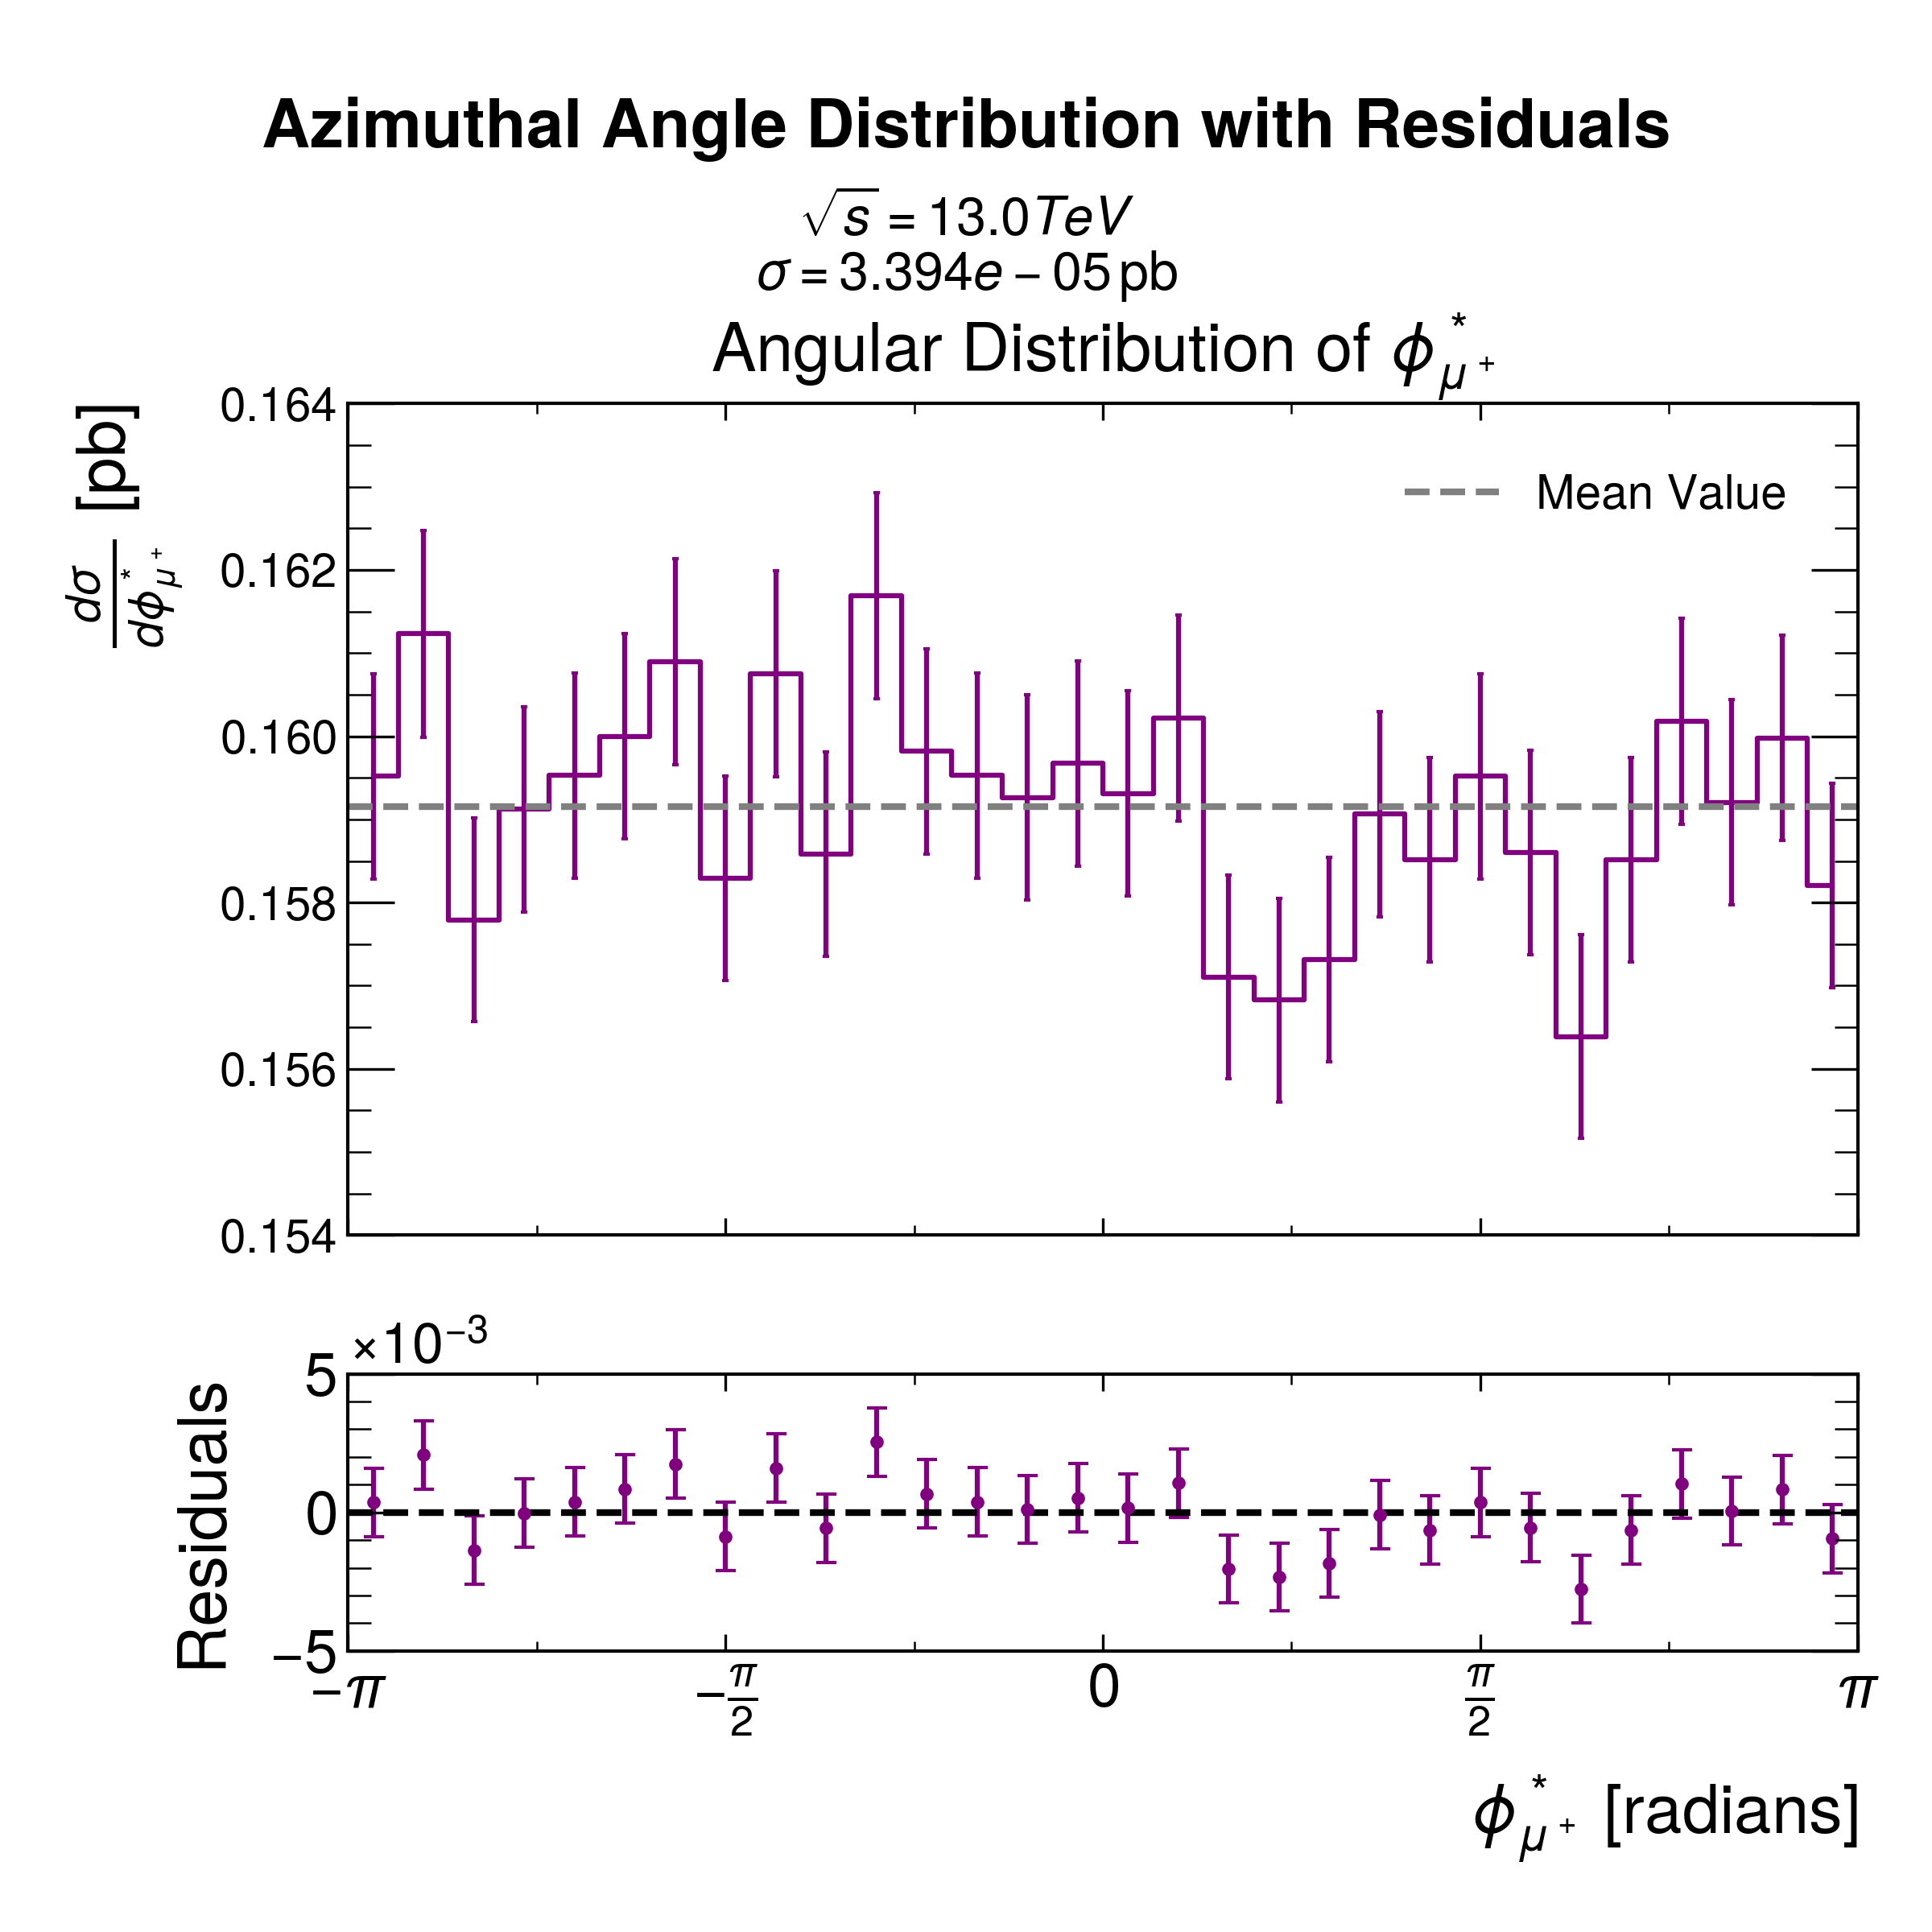 Azimuthal Angle Distribution with Residuals
√s = 13.0TeV
σ = 3.394e − 05 pb
Angular Distribution of ϕ*μ+
dσ/dϕ*μ+ [pb]
0.164
0.162
0.160
0.158
0.156
0.154
Mean Value
×10⁻³
Residuals
5
0
−5
−π
−π/2
0
π/2
π
ϕ*μ+ [radians]